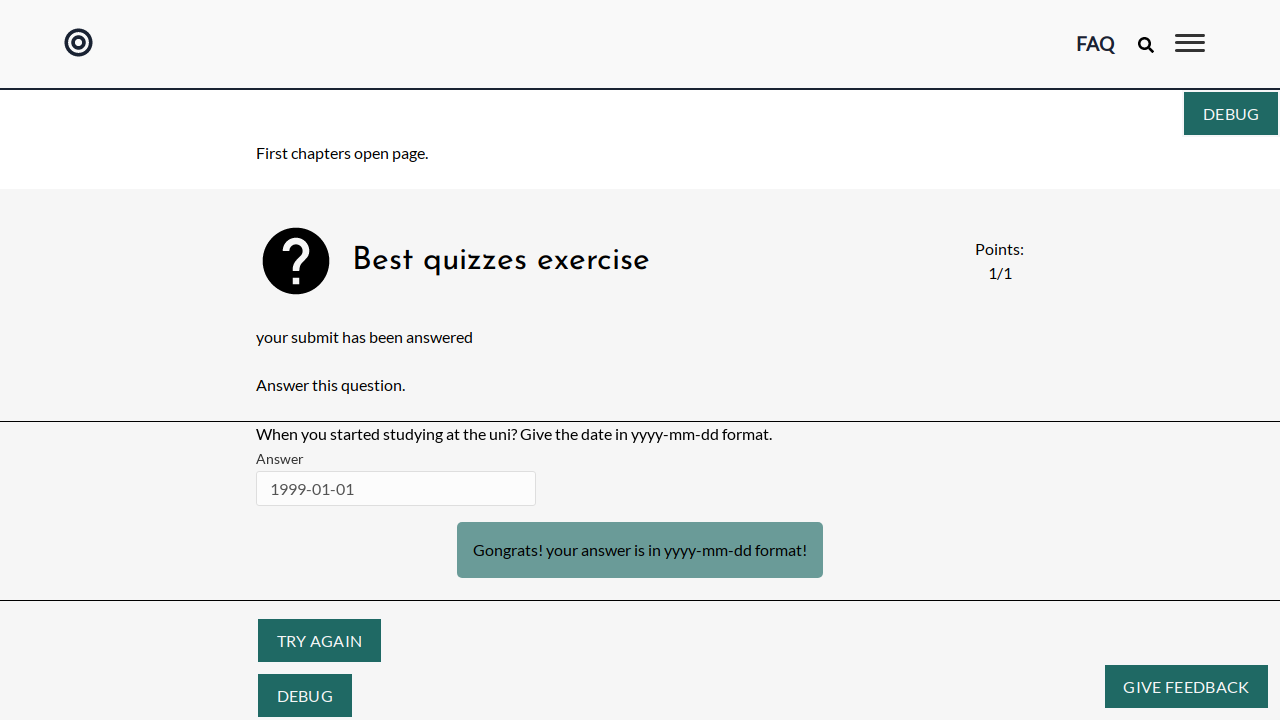 FAQ
DEBUG
First chapters open page.
Best quizzes exercise
Points:
1/1
your submit has been answered
Answer this question.
When you started studying at the uni? Give the date in yyyy-mm-dd format.
Answer
1999-01-01
Gongrats! your answer is in yyyy-mm-dd format!
TRY AGAIN
DEBUG
GIVE FEEDBACK